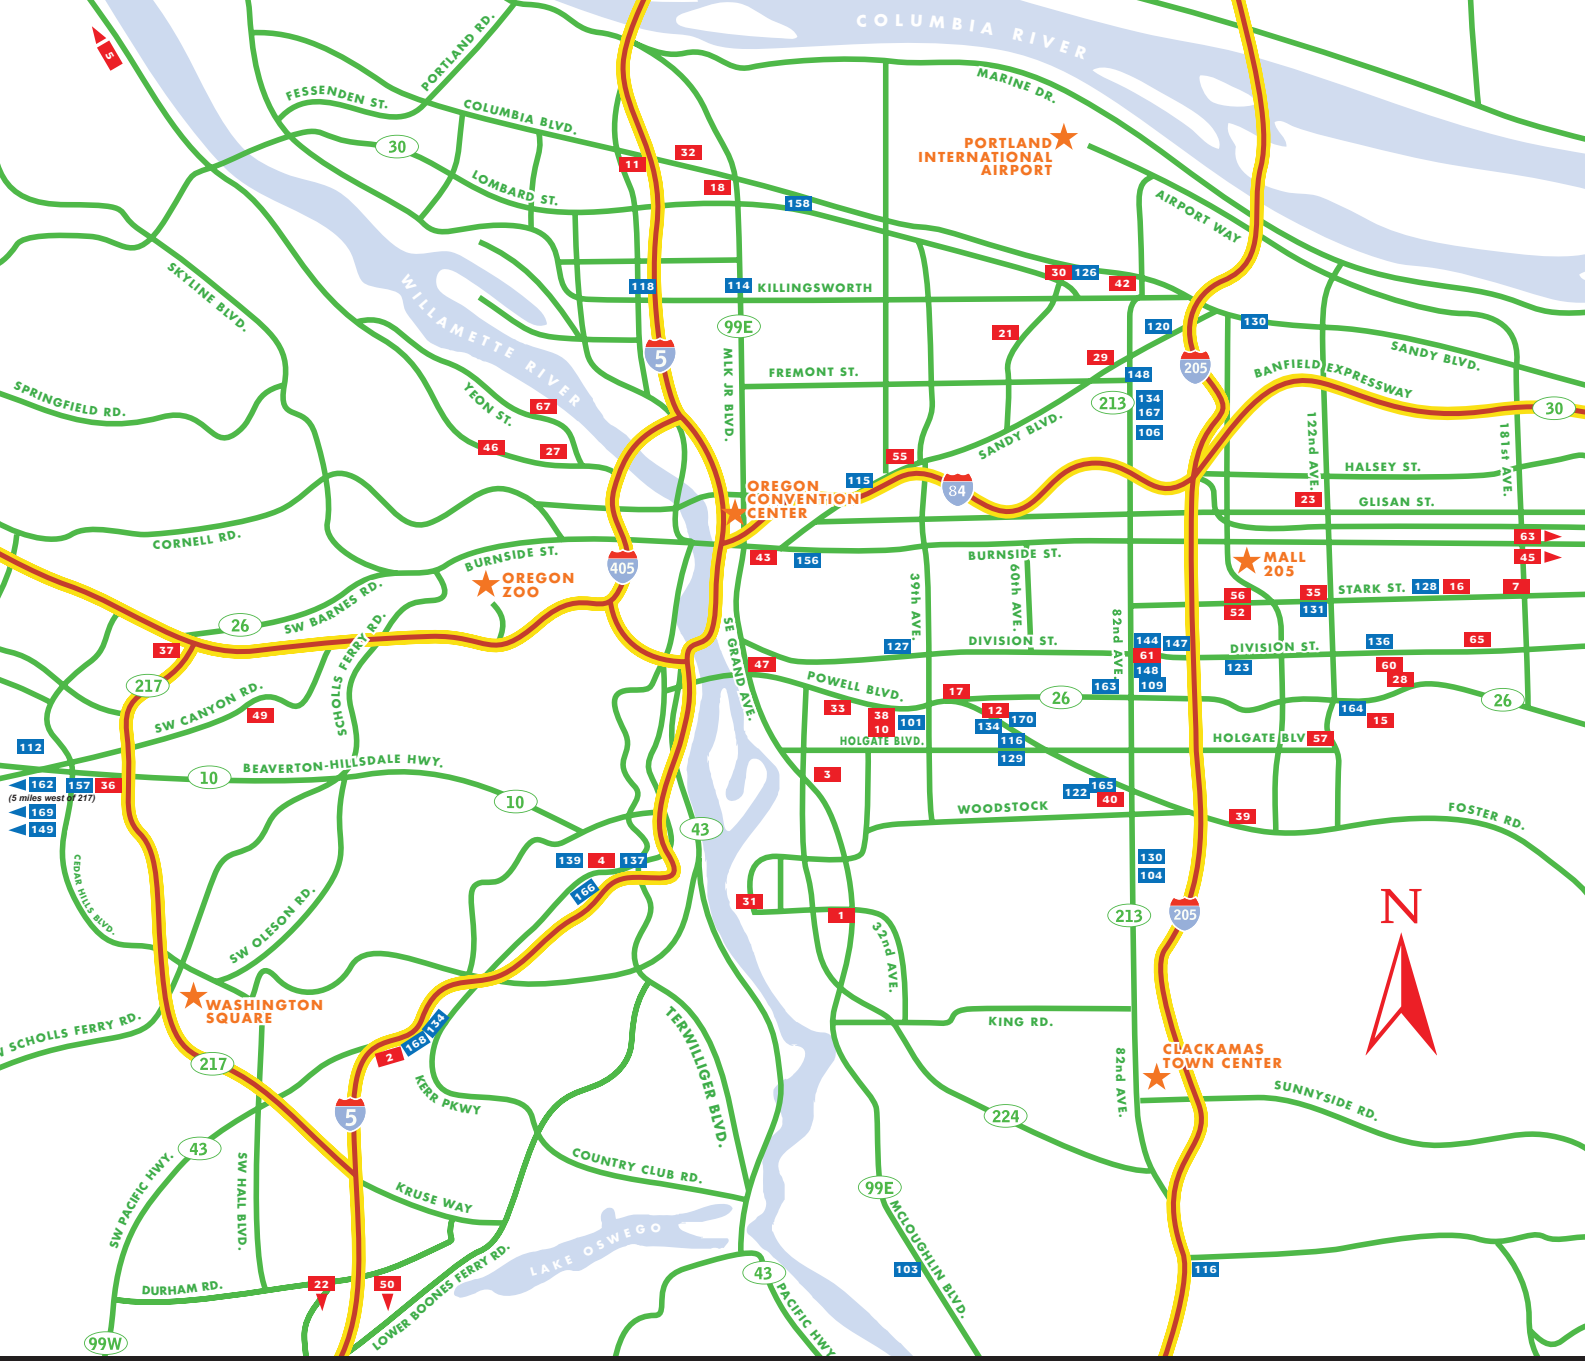 COLUMBIA RIVER
5
PORTLAND RD.
FESSENDEN ST.
COLUMBIA BLVD.
MARINE DR.
30
PORTLAND
INTERNATIONAL
AIRPORT
32
11
18
LOMBARD ST.
158
AIRPORT WAY
SKYLINE BLVD.
WILLAMETTE RIVER
118
114
KILLINGSWORTH
30
126
42
99E
21
120
130
5
MLK JR BLVD.
FREMONT ST.
29
148
205
SANDY BLVD.
BANFIELD EXPRESSWAY
SPRINGFIELD RD.
YEON ST.
67
213
134
167
106
30
46
27
SANDY BLVD.
122nd AVE.
181st AVE.
55
HALSEY ST.
115
84
OREGON
CONVENTION
CENTER
23
GLISAN ST.
CORNELL RD.
BURNSIDE ST.
43
156
BURNSIDE ST.
63
45
MALL
205
405
OREGON
ZOO
39th AVE.
60th AVE.
82nd AVE.
56
52
35
131
STARK ST.
128
16
7
26
SW BARNES RD.
SCHOLLS FERRY RD.
SE GRAND AVE.
37
127
DIVISION ST.
144
147
61
148
109
163
DIVISION ST.
123
136
65
60
28
217
SW CANYON RD.
49
47
POWELL BLVD.
17
26
26
33
38
10
101
12
134
170
116
129
164
15
HOLGATE BLVD.
HOLGATE BLV
57
112
162
157
36
(5 miles west of 217)
169
149
10
BEAVERTON-HILLSDALE HWY.
10
3
122
165
40
WOODSTOCK
39
FOSTER RD.
43
CEDAR HILLS BLVD.
139
4
137
166
130
104
31
1
213
205
N
SW OLESON RD.
32nd AVE.
WASHINGTON
SQUARE
W SCHOLLS FERRY RD.
2
168
134
TERWILLIGER BLVD.
KING RD.
CLACKAMAS
TOWN CENTER
82nd AVE.
217
KERR PKWY
5
SUNNYSIDE RD.
224
43
SW PACIFIC HWY.
SW HALL BLVD.
COUNTRY CLUB RD.
KRUSE WAY
99E
MCLOUGHLIN BLVD.
LAKE OSWEGO
DURHAM RD.
22
50
LOWER BOONES FERRY RD.
43
PACIFIC HWY
103
116
99W